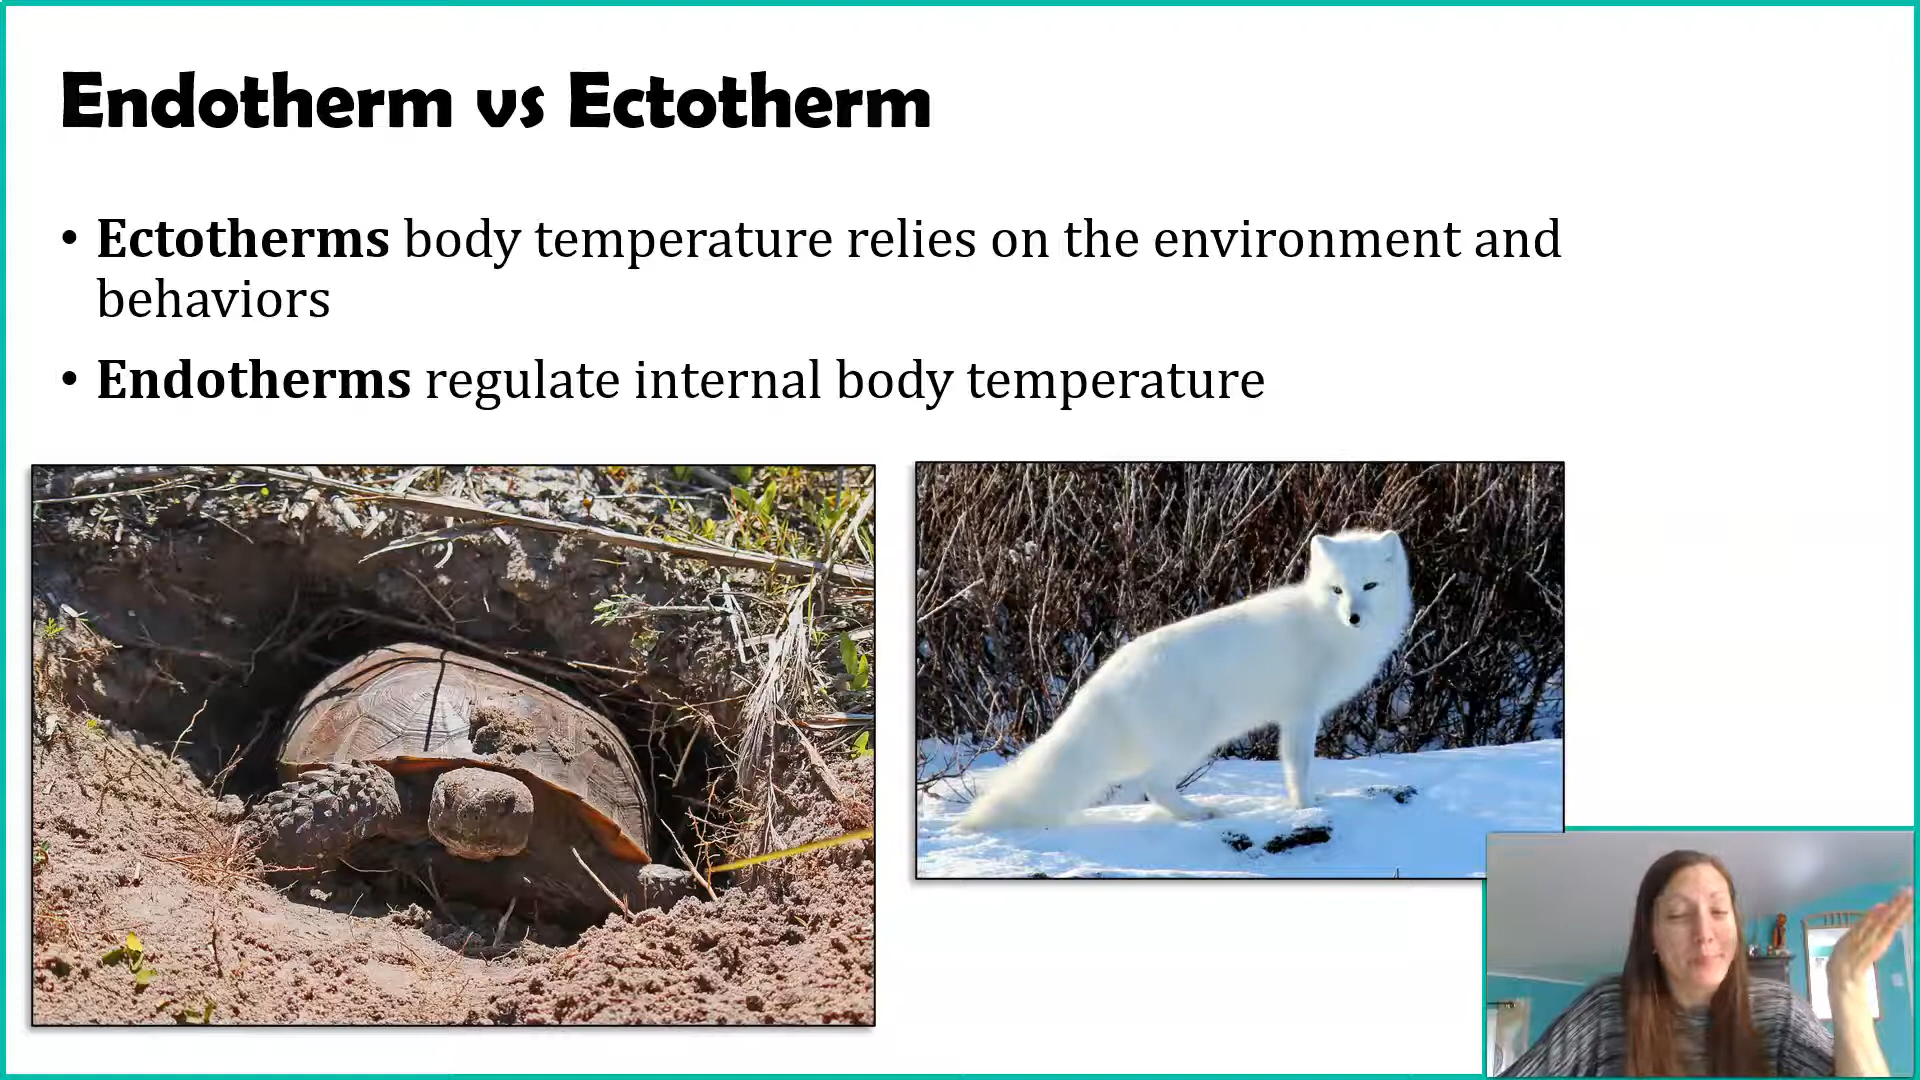 Endotherm vs Ectotherm
• Ectotherms body temperature relies on the environment and
behaviors
• Endotherms regulate internal body temperature